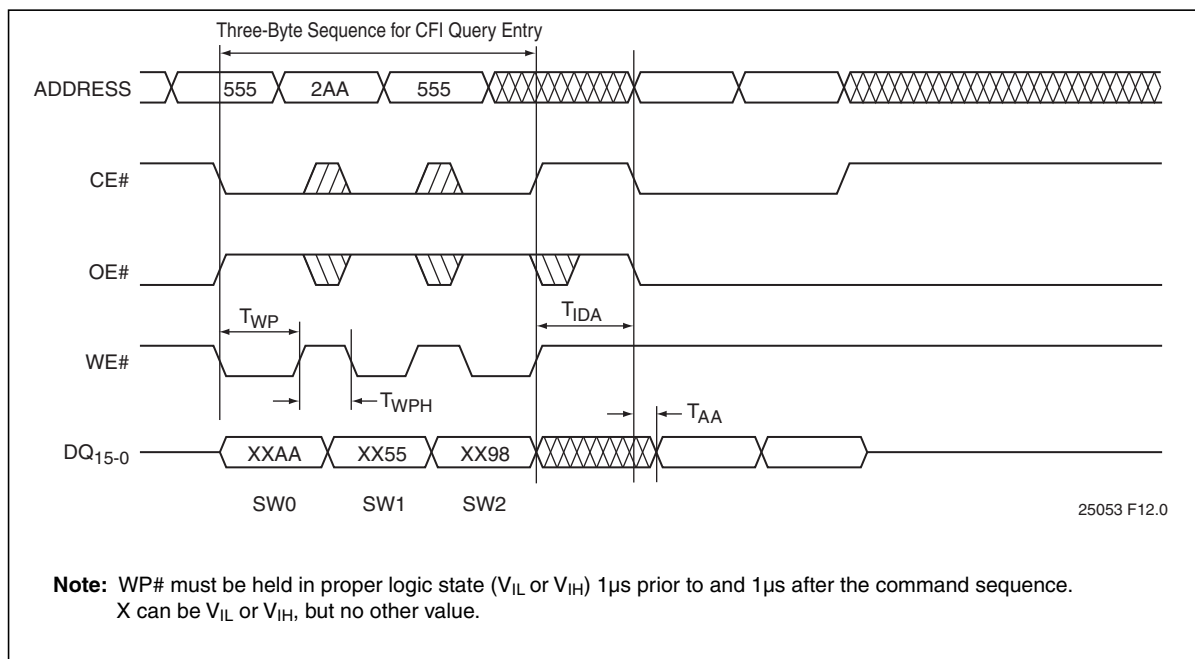 Three-Byte Sequence for CFI Query Entry
ADDRESS 555 2AA 555
CE#
OE#
TWP TIDA
WE#
TWPH TAA
DQ15-0 XXAA XX55 XX98
SW0 SW1 SW2
25053 F12.0
Note: WP# must be held in proper logic state (VIL or VIH) 1µs prior to and 1µs after the command sequence.
X can be VIL or VIH, but no other value.